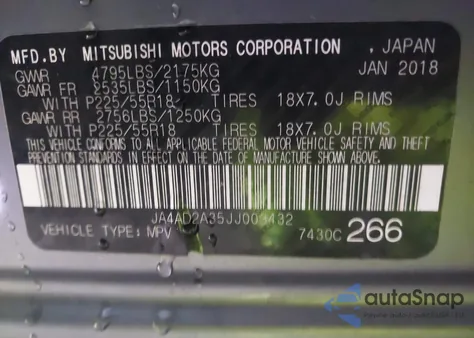 MFD.BY MITSUBISHI MOTORS CORPORATION , JAPAN
GVWR 4795LBS/2175KG JAN 2018
GAWR FR 2535LBS/1150KG
WITH P225/55R18 TIRES 18X7.0J RIMS
GAWR RR 2756LBS/1250KG
WITH P225/55R18 TIRES 18X7.0J RIMS
THIS VEHICLE CONFORMS TO ALL APPLICABLE FEDERAL MOTOR VEHICLE SAFETY AND THEFT
PREVENTION STANDARDS IN EFFECT ON THE DATE OF MANUFACTURE SHOWN ABOVE.
JA4AD2A35JJ003432
VEHICLE TYPE: MPV 7430C 266
autoSnap